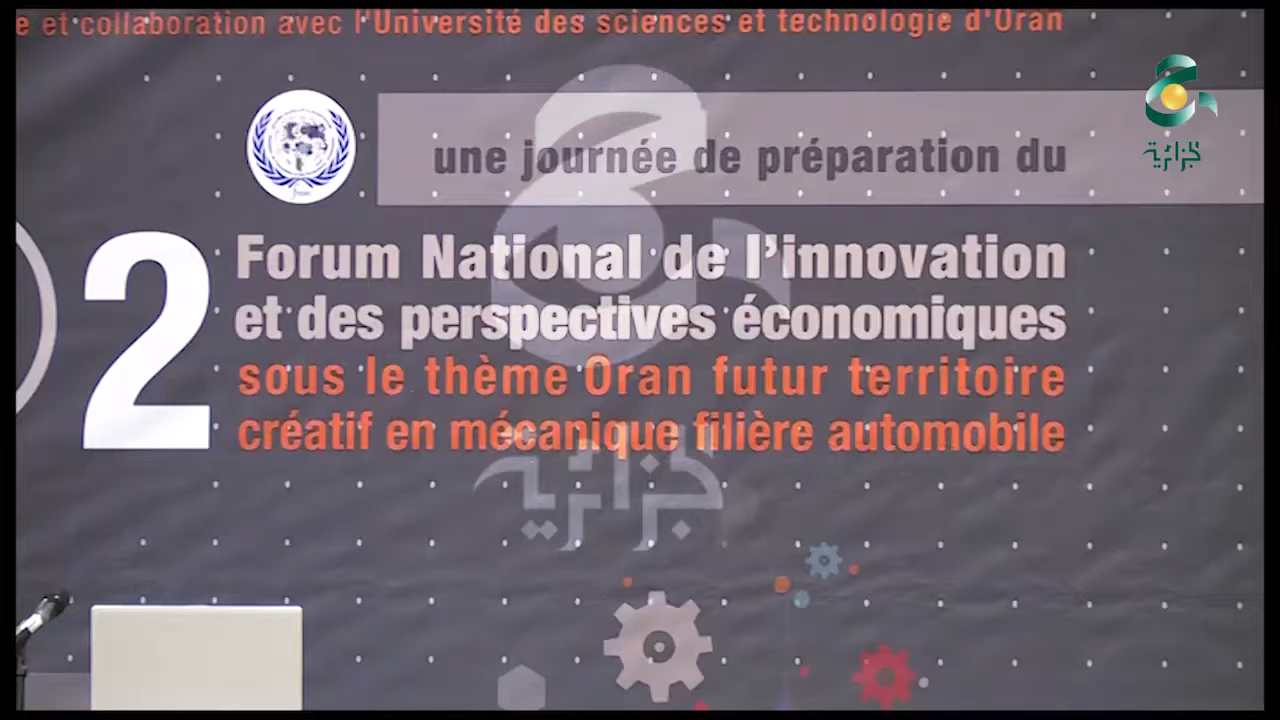 e et collaboration avec l'Université des sciences et technologie d'Oran
une journée de préparation du
2
Forum National de l'innovation
et des perspectives économiques
sous le thème Oran futur territoire
créatif en mécanique filière automobile
جزائرية
جزائرية